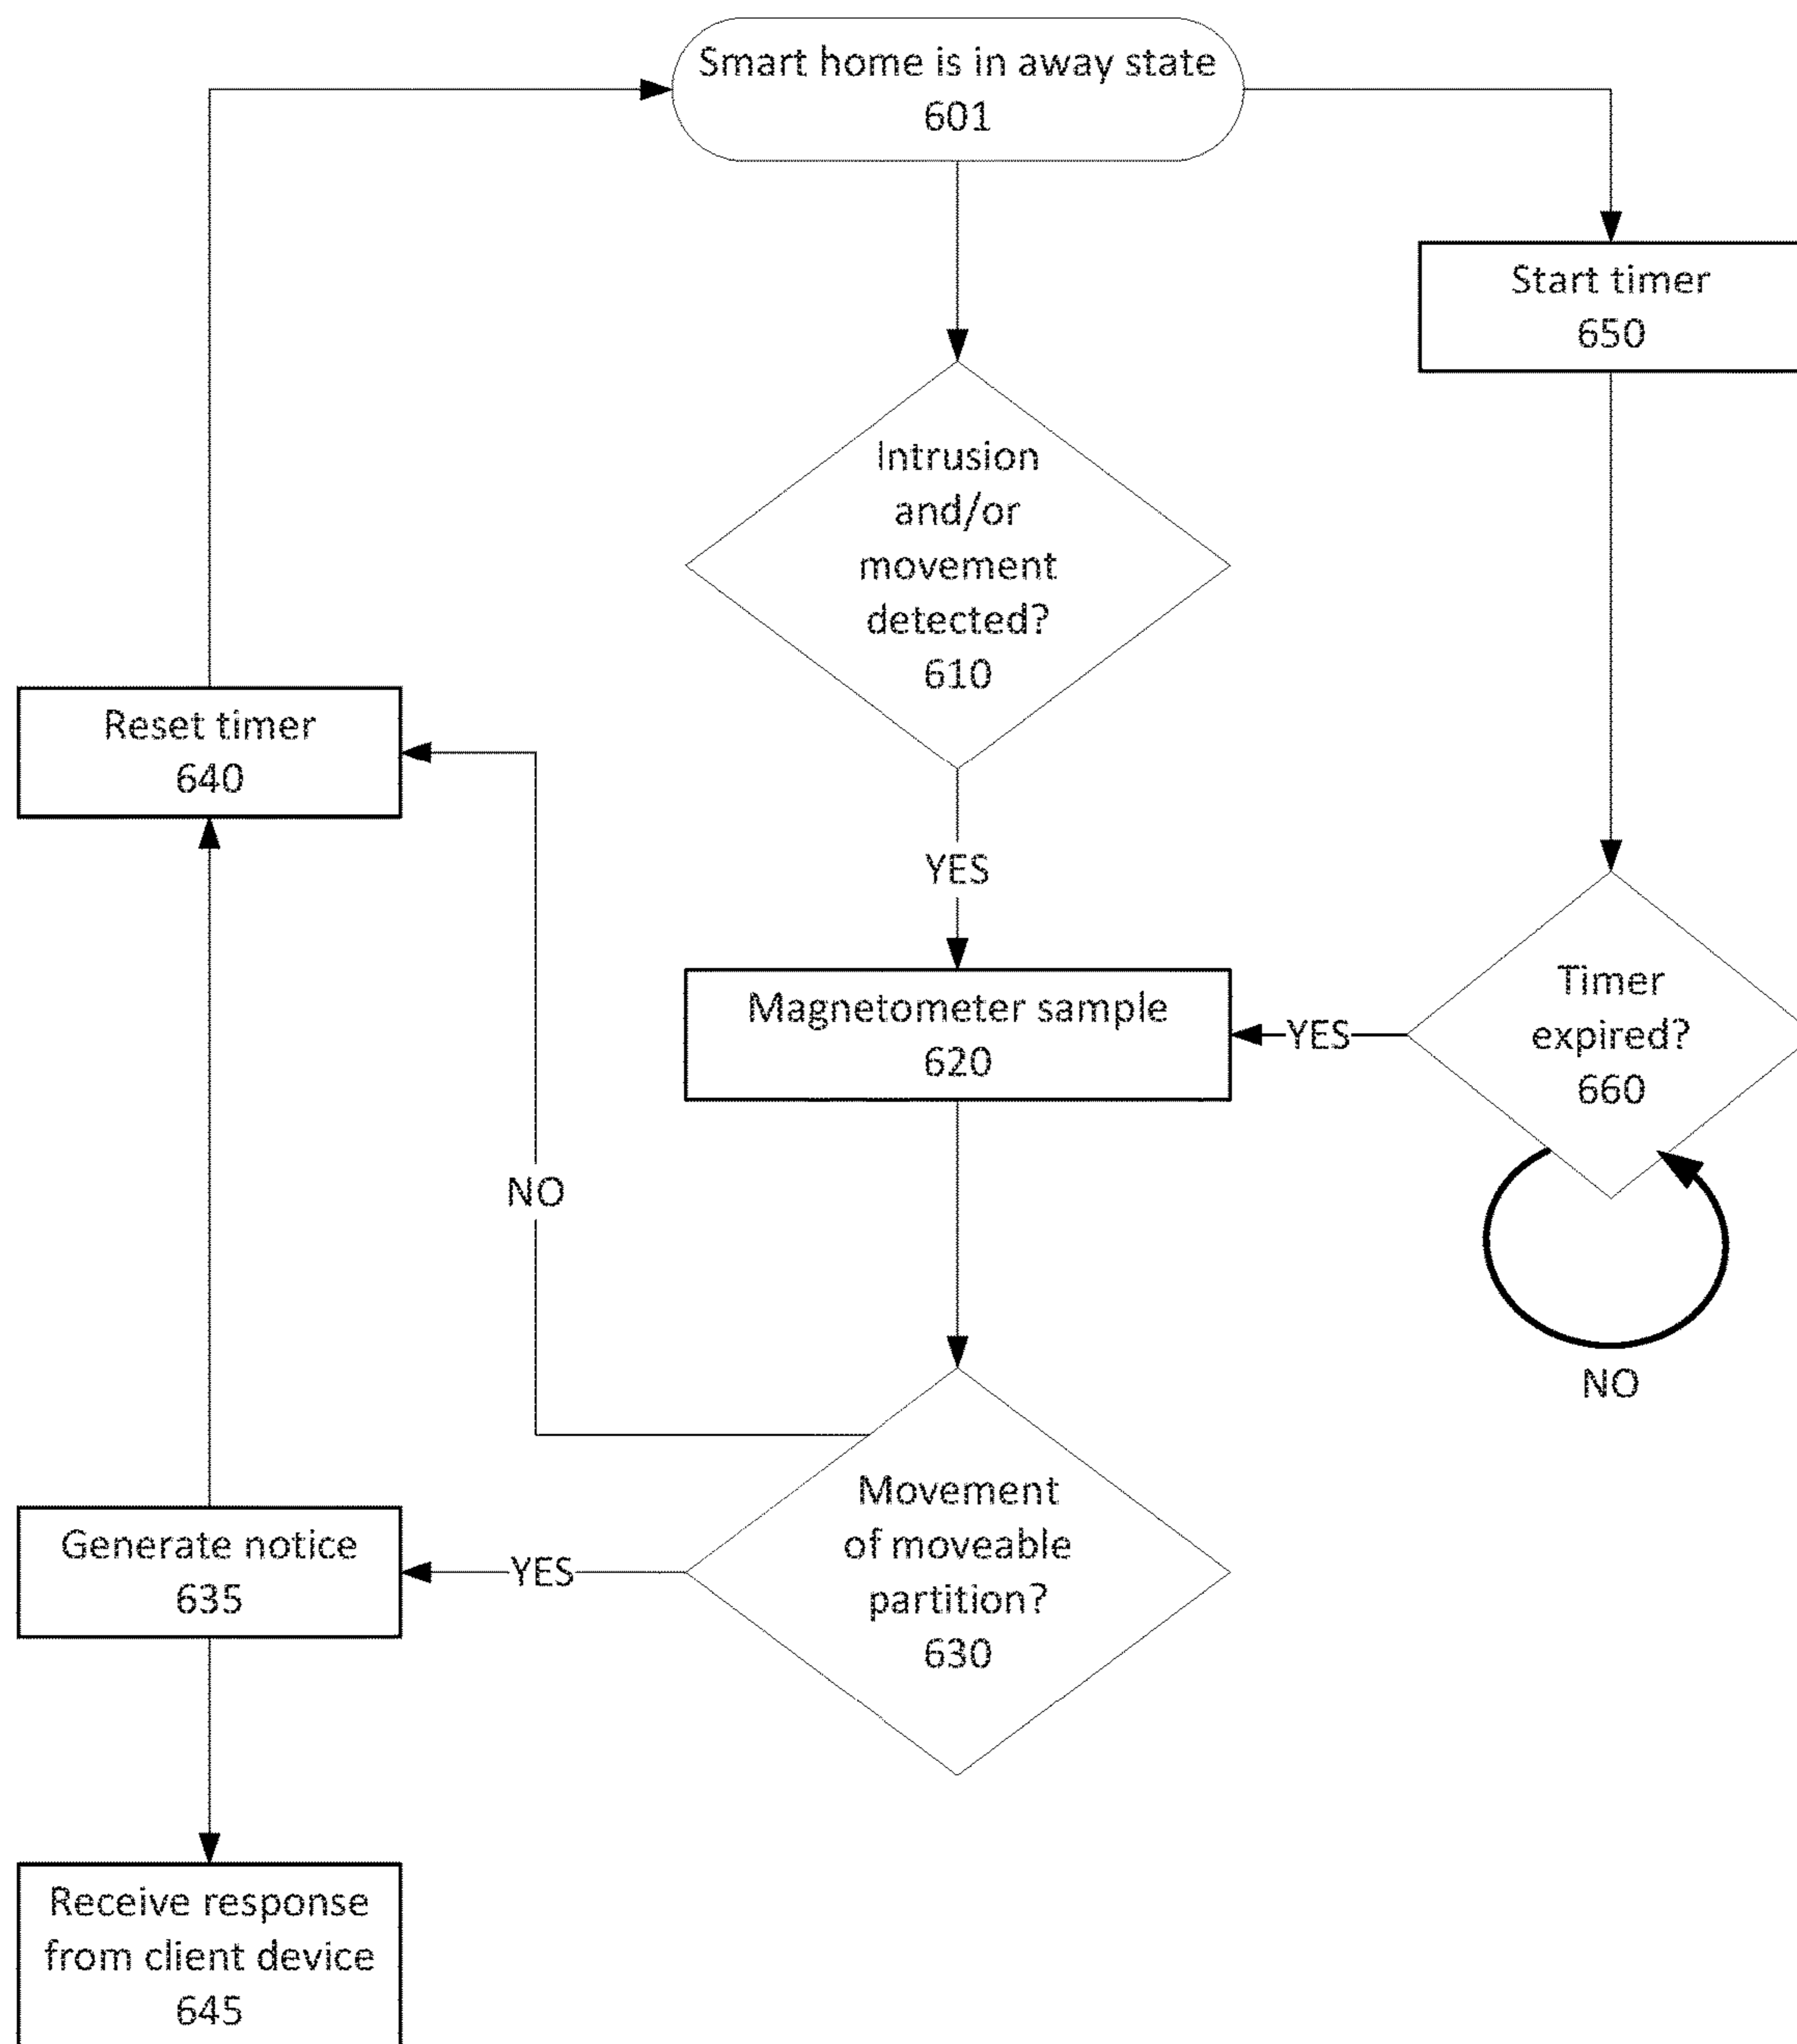 Smart home is in away state
601
Start timer
650
Intrusion
and/or
movement
detected?
610
Reset timer
640
YES
Magnetometer sample
620
YES
Timer
expired?
660
NO
NO
Movement
of moveable
partition?
630
Generate notice
635
YES
Receive response
from client device
645